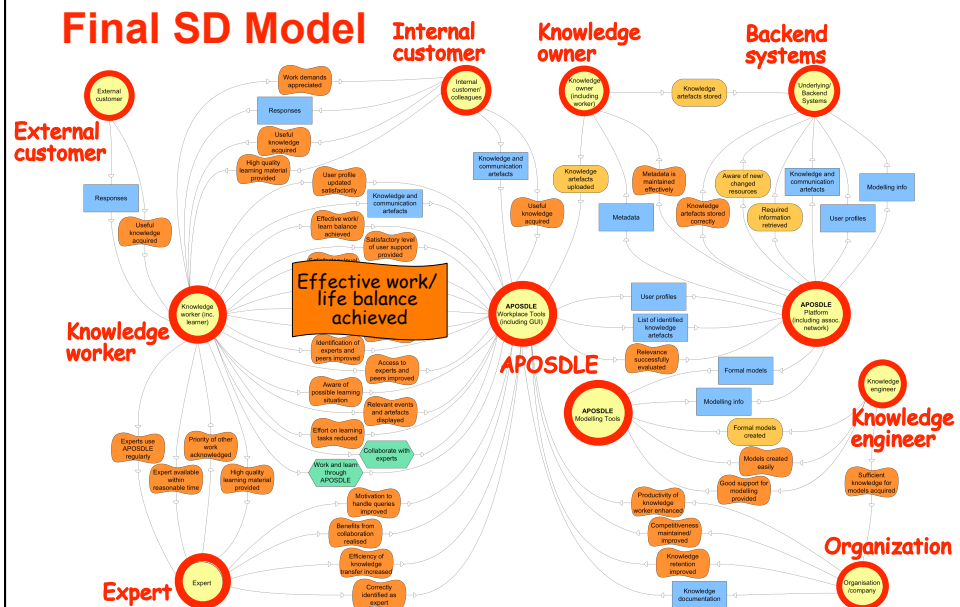 Final SD Model
Internal
customer
Knowledge
owner
Backend
systems
External
customer
Internal
customer/
colleagues
Knowledge
owner
(including
worker)
Underlying/
Backend
Systems
External
customer
Work demands
appreciated
Responses
Useful
knowledge
acquired
High quality
learning material
provided
Knowledge
artefacts stored
Responses
Useful
knowledge
acquired
User profile
updated
satisfactorily
Knowledge and
communication
artefacts
Effective work/
learn balance
achieved
Satisfactory level
of user support
provided
Knowledge and
communication
artefacts
Useful
knowledge
acquired
Knowledge
artefacts
uploaded
Metadata is
maintained
effectively
Metadata
Knowledge
artefacts stored
correctly
Aware of new/
changed
resources
Required
information
retrieved
Knowledge and
communication
artefacts
User profiles
Modelling info
Effective work/
life balance
achieved
Knowledge
worker (inc.
learner)
Knowledge
worker
APOSDLE
Workplace Tools
(including GUI)
APOSDLE
User profiles
List of identified
knowledge
artefacts
Relevance
successfully
evaluated
APOSDLE
Platform
(including assoc.
network)
Identification of
experts and
peers improved
Access to
experts and
peers improved
Aware of
possible learning
situation
Relevant events
and artefacts
displayed
Effort on learning
tasks reduced
Collaborate with
experts
Work and learn
through
APOSDLE
Formal models
Modelling info
APOSDLE
Modelling Tools
Formal models
created
Models created
easily
Good support for
modelling
provided
Knowledge
engineer
Knowledge
engineer
Sufficient
knowledge for
models acquired
Experts use
APOSDLE
regularly
Priority of other
work
acknowledged
Expert available
within
reasonable time
High quality
learning material
provided
Motivation to
handle queries
improved
Benefits from
collaboration
realised
Efficiency of
knowledge
transfer increased
Correctly
identified as
expert
Expert
Expert
Productivity of
knowledge
worker enhanced
Competitiveness
maintained/
improved
Knowledge
retention
improved
Knowledge
documentation
Organization
Organisation
/company